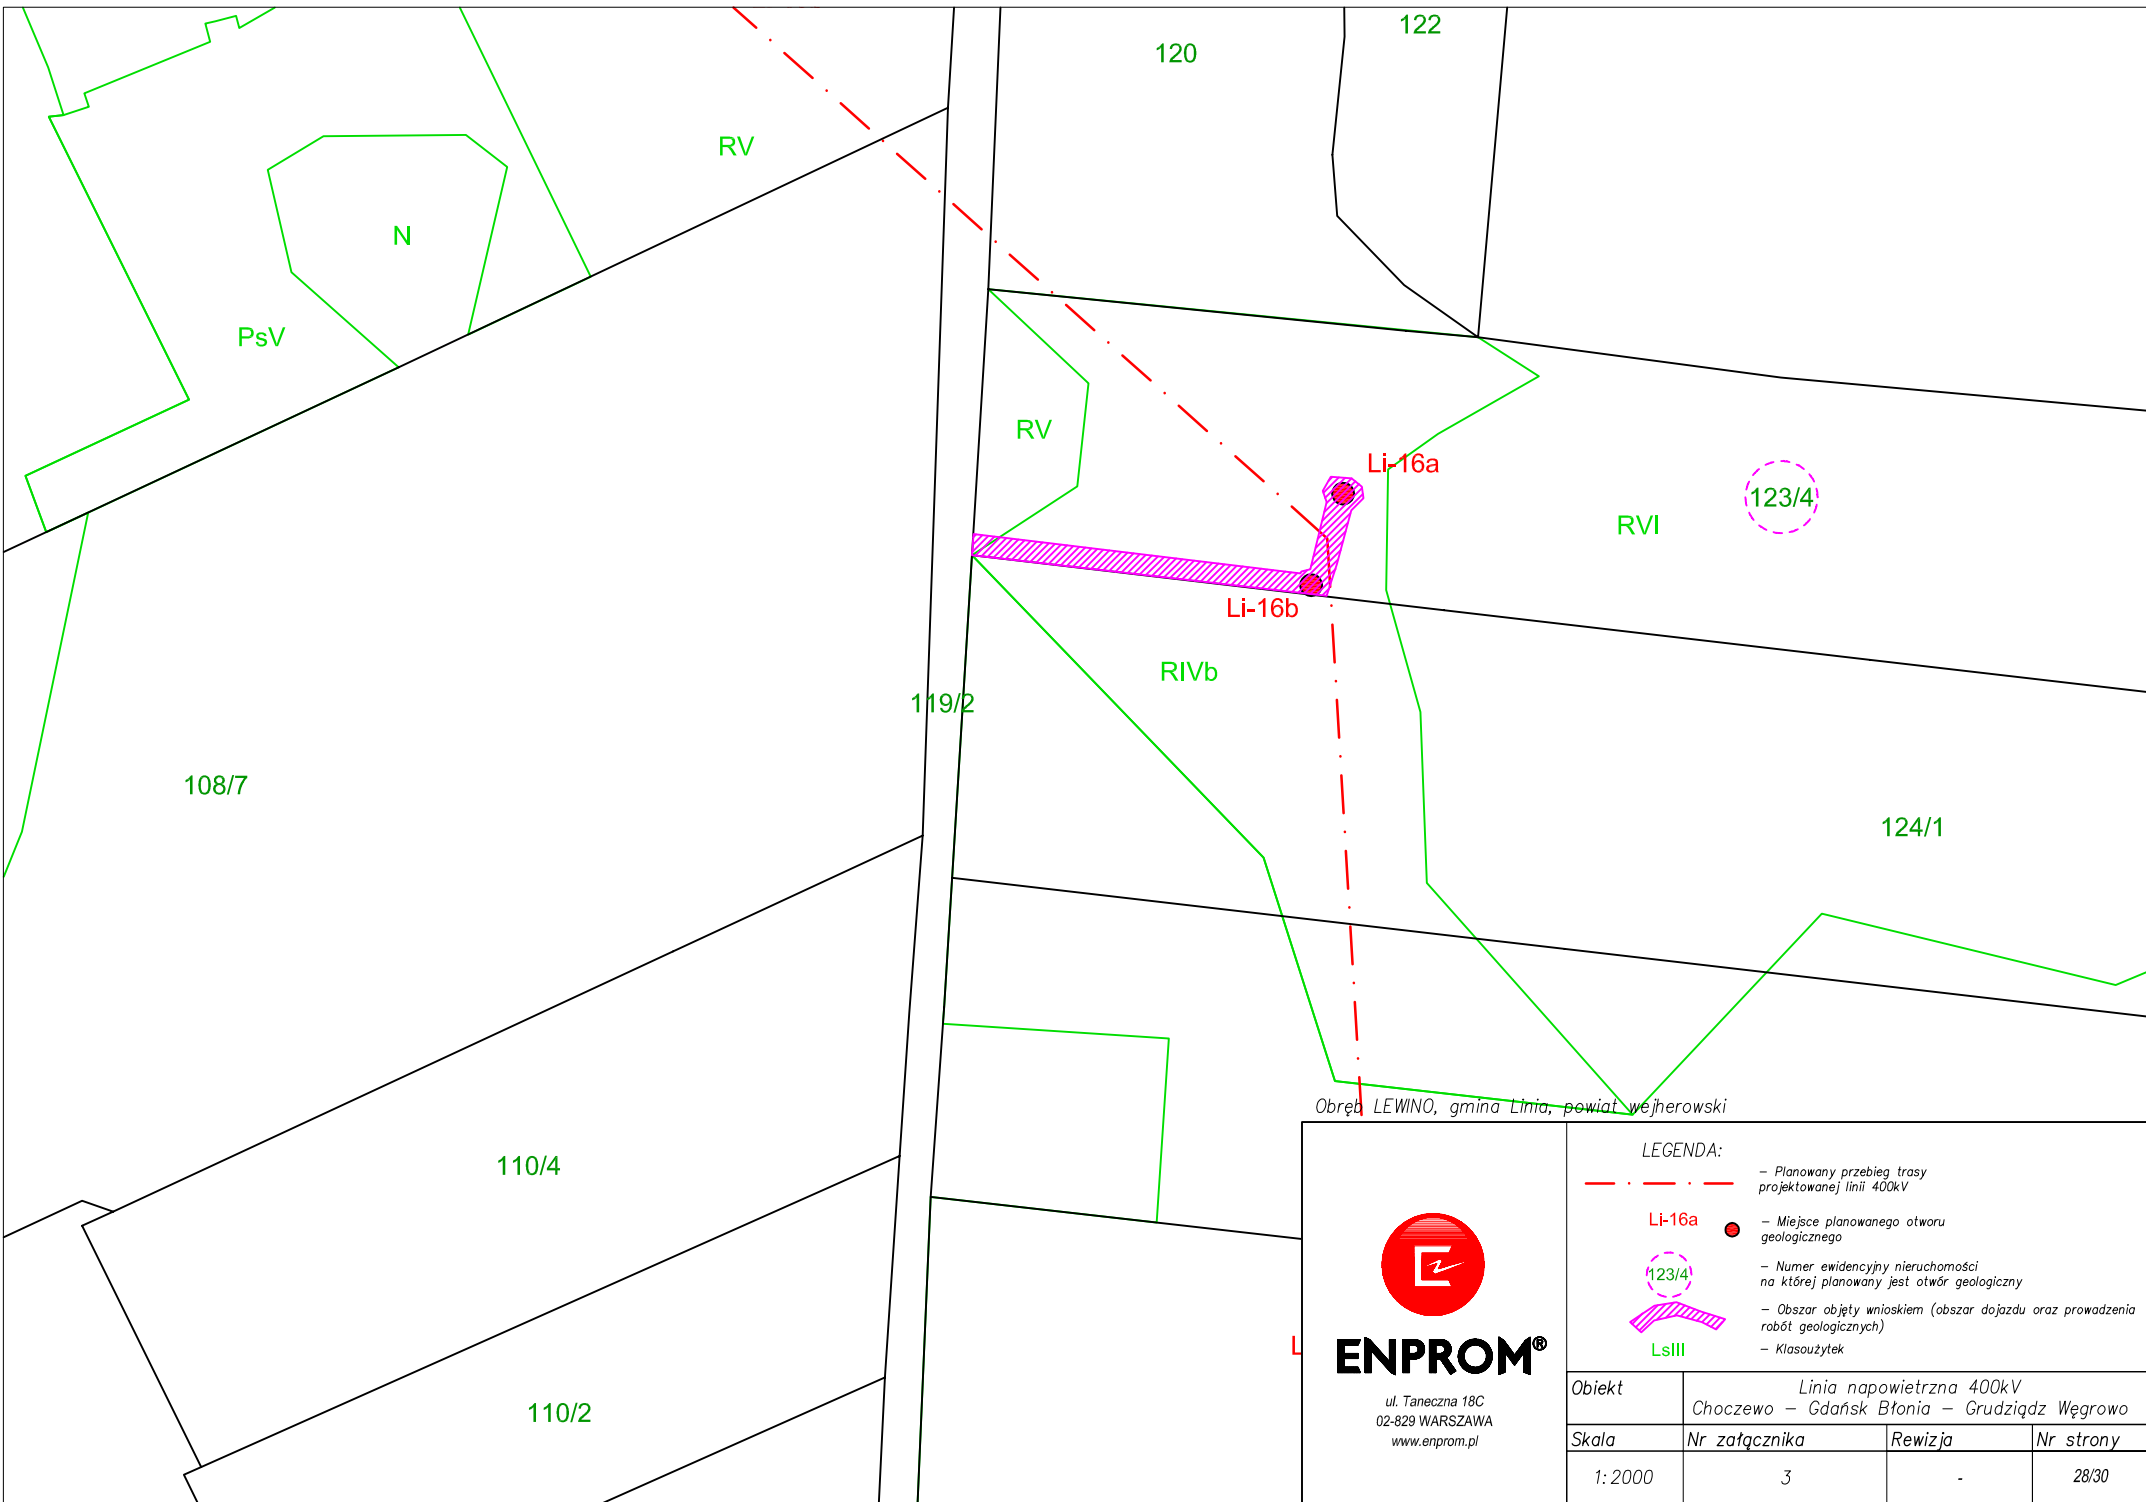 122
120
RV
N
PsV
RV
Li-16a
123/4
RVI
Li-16b
RIVb
119/2
108/7
124/1
110/4
110/2
Obręb LEWINO, gmina Linia, powiat wejherowski
L
ENPROM®
ul. Taneczna 18C
02-829 WARSZAWA
www.enprom.pl
LEGENDA:
– Planowany przebieg trasy
projektowanej linii 400kV
Li-16a
– Miejsce planowanego otworu
geologicznego
123/4
– Numer ewidencyjny nieruchomości
na której planowany jest otwór geologiczny
– Obszar objęty wnioskiem (obszar dojazdu oraz prowadzenia
robót geologicznych)
LsIII
– Klasoużytek
Obiekt
Linia napowietrzna 400kV
Choczewo – Gdańsk Błonia – Grudziądz Węgrowo
Skala
Nr załącznika
Rewizja
Nr strony
1:2000
3
-
28/30